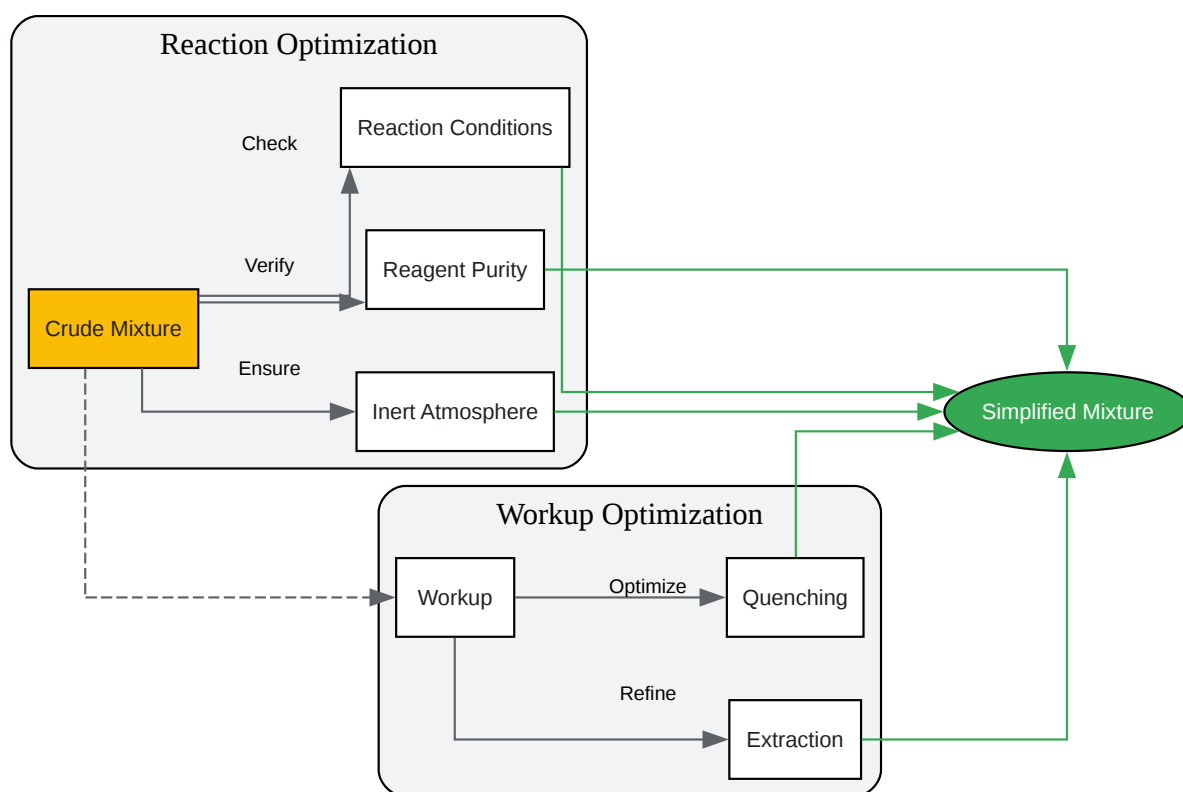 Reaction Optimization
Reaction Conditions
Check
Verify
Reagent Purity
Crude Mixture
Ensure
Inert Atmosphere
Simplified Mixture
Workup Optimization
Workup
Optimize
Quenching
Refine
Extraction